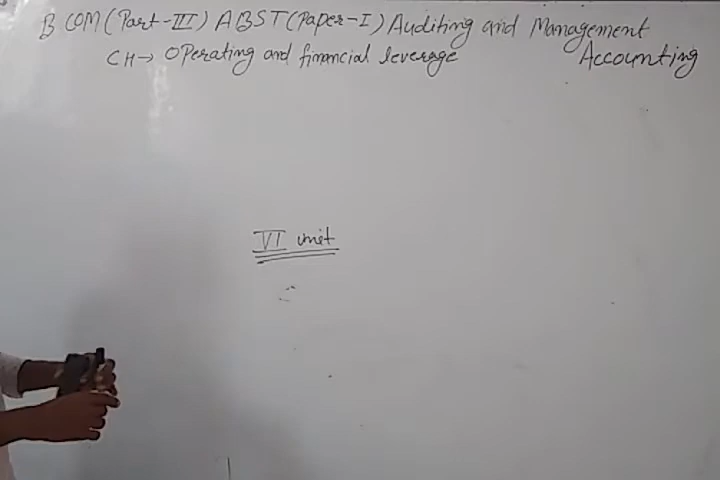 B COM (Part-III) ABST (Paper-I) Auditing and Management Accounting
CH→ Operating and financial leverage
VI unit